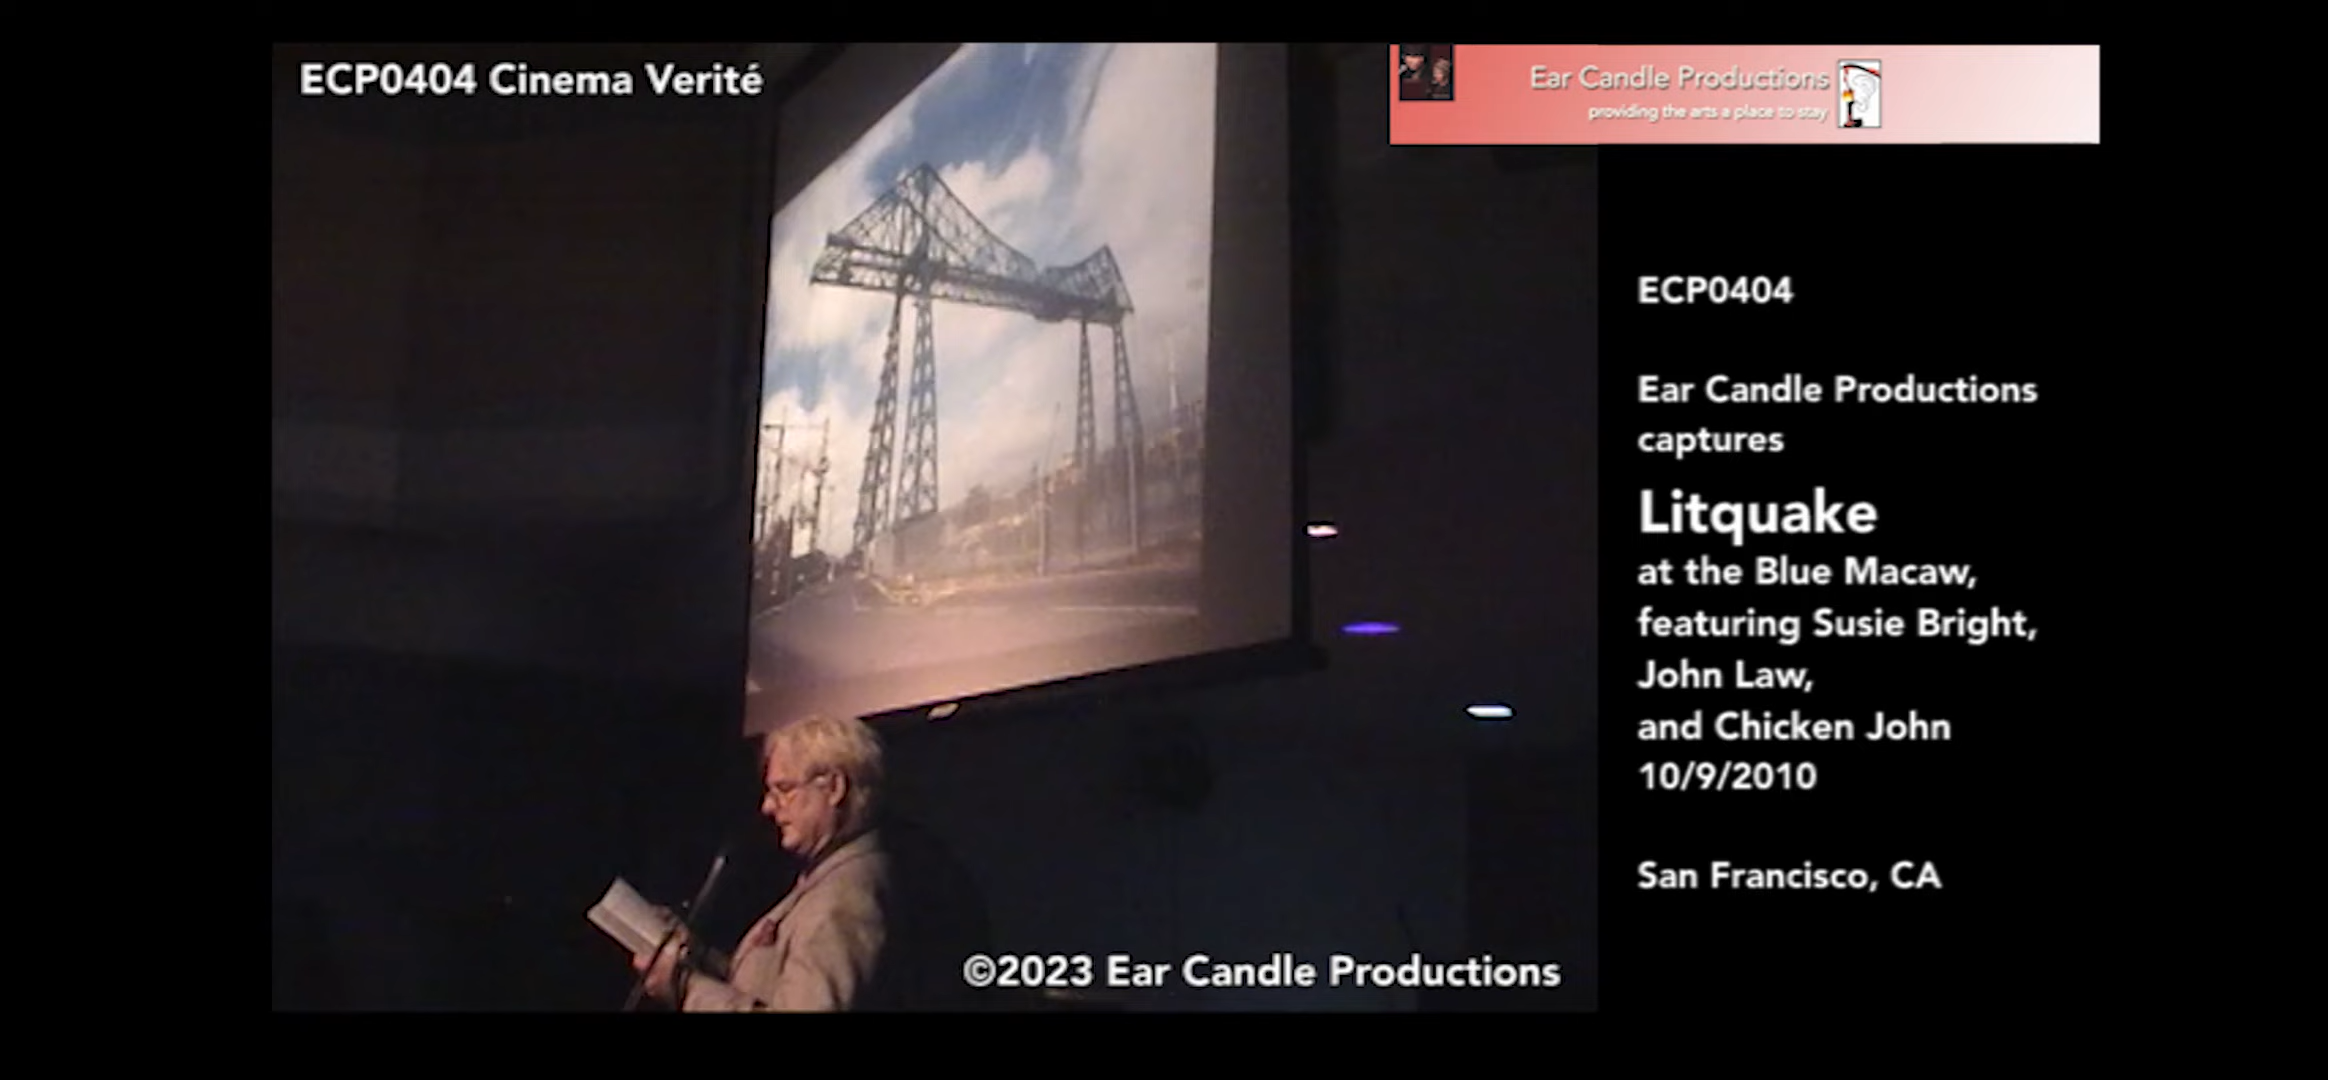 ECP0404 Cinema Verité
Ear Candle Productions
providing the arts a place to stay
ECP0404
Ear Candle Productions
captures
Litquake
at the Blue Macaw,
featuring Susie Bright,
John Law,
and Chicken John
10/9/2010
San Francisco, CA
©2023 Ear Candle Productions